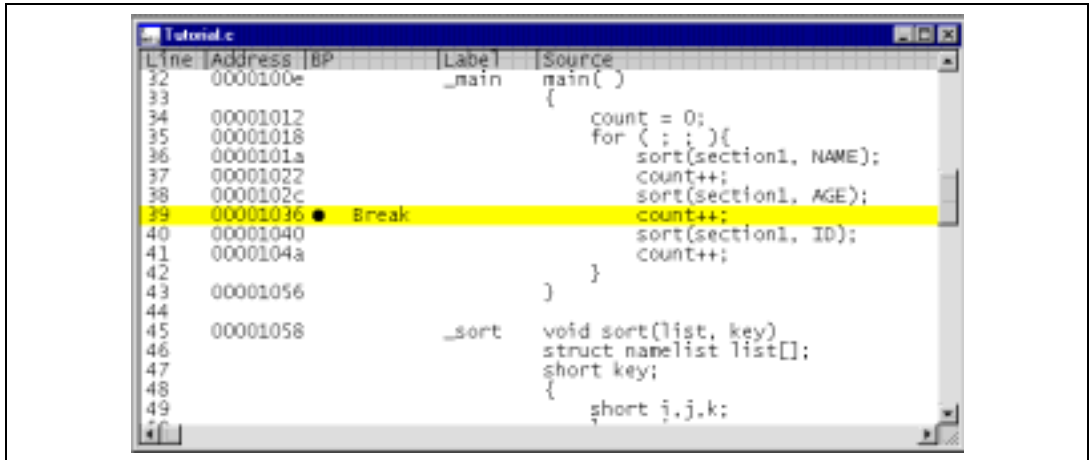 Tutorial.c
Line Address BP Label Source
32 0000100e _main main( )
33 {
34 00001012 count = 0;
35 00001018 for ( ; ; ){
36 0000101a sort(section1, NAME);
37 00001022 count++;
38 0000102c sort(section1, AGE);
39 00001036 ● Break count++;
40 00001040 sort(section1, ID);
41 0000104a count++;
42 }
43 00001056 }
44
45 00001058 _sort void sort(list, key)
46 struct namelist list[];
47 short key;
48 {
49 short i,j,k;